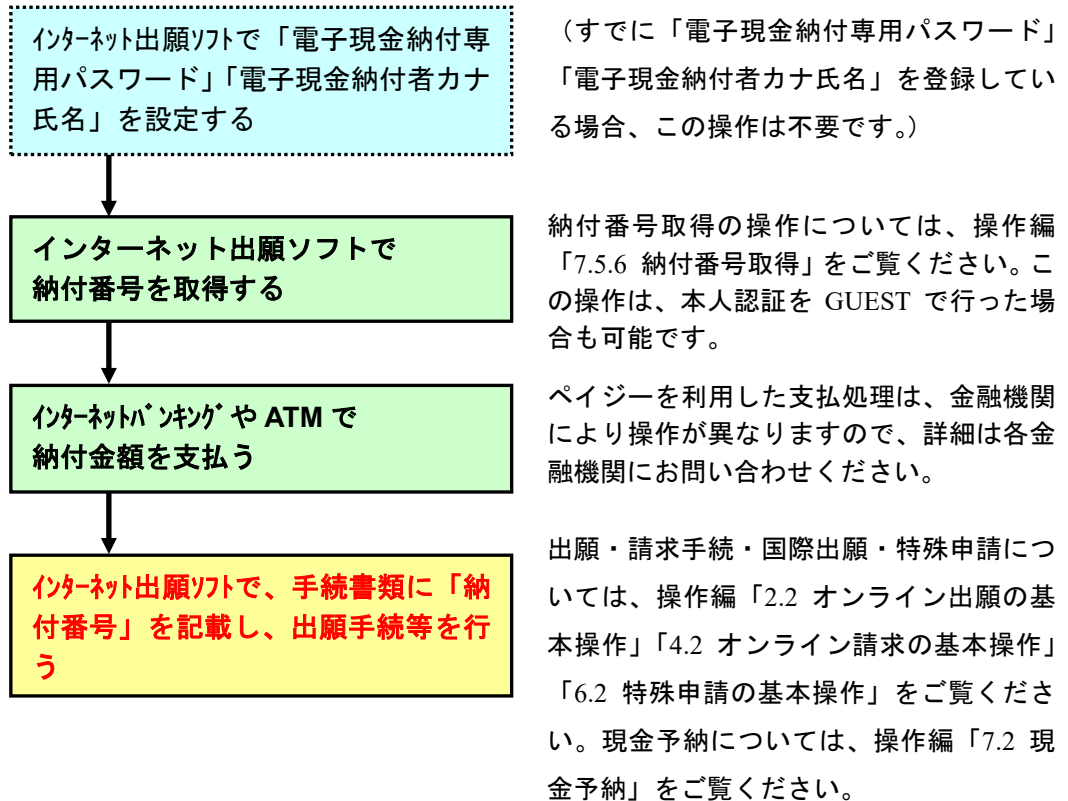 ｲﾝﾀｰﾈｯﾄ出願ｿﾌﾄで「電子現金納付専
用パスワード」「電子現金納付者カナ
氏名」を設定する
（すでに「電子現金納付専用パスワード」
「電子現金納付者カナ氏名」を登録してい
る場合、この操作は不要です。）
インターネット出願ソフトで
納付番号を取得する
納付番号取得の操作については、操作編
「7.5.6 納付番号取得」をご覧ください。こ
の操作は、本人認証を GUEST で行った場
合も可能です。
ｲﾝﾀｰﾈｯﾄﾊﾞﾝｷﾝｸﾞや ATM で
納付金額を支払う
ペイジーを利用した支払処理は、金融機関
により操作が異なりますので、詳細は各金
融機関にお問い合わせください。
ｲﾝﾀｰﾈｯﾄ出願ｿﾌﾄで、手続書類に「納
付番号」を記載し、出願手続等を行
う
出願・請求手続・国際出願・特殊申請につ
いては、操作編「2.2 オンライン出願の基
本操作」「4.2 オンライン請求の基本操作」
「6.2 特殊申請の基本操作」をご覧くださ
い。現金予納については、操作編「7.2 現
金予納」をご覧ください。